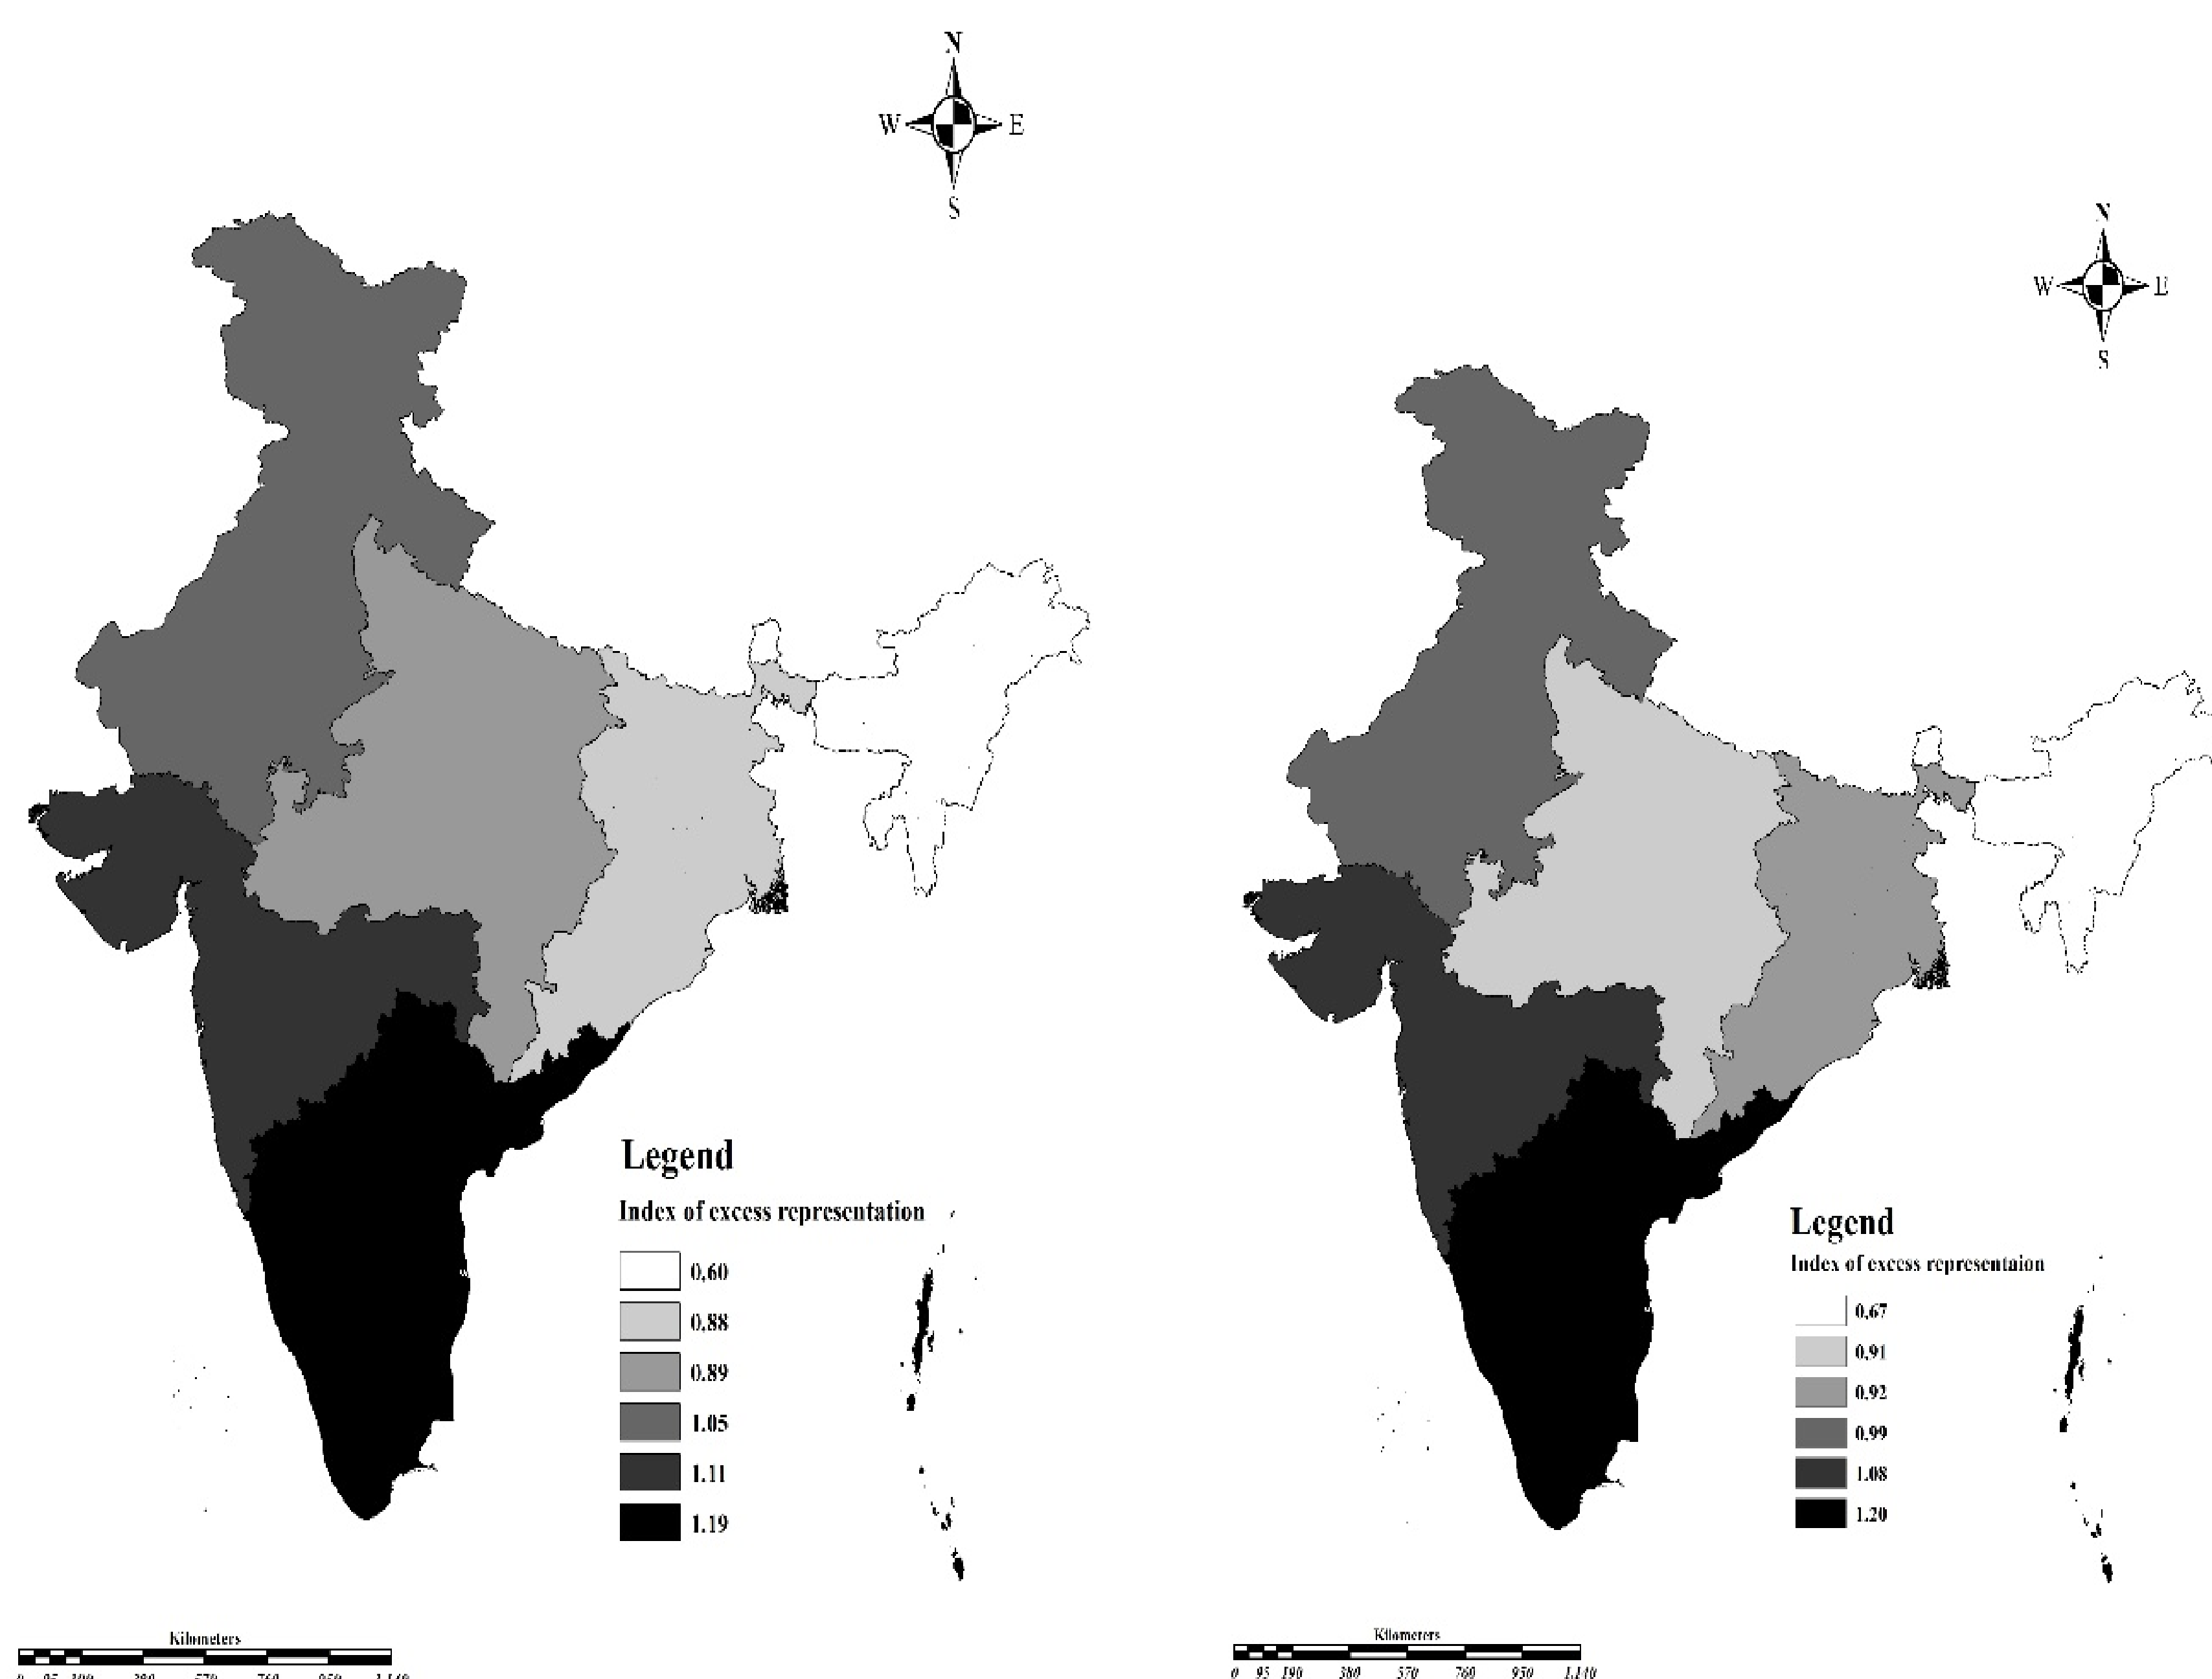 N
W E
S
Legend
Index of excess representation
0.60
0.88
0.89
1.05
1.11
1.19
Kilometers
N
W E
S
Legend
Index of excess representaion
0.67
0.91
0.92
0.99
1.08
1.20
Kilometers
0 95 190 380 570 760 950 1,140